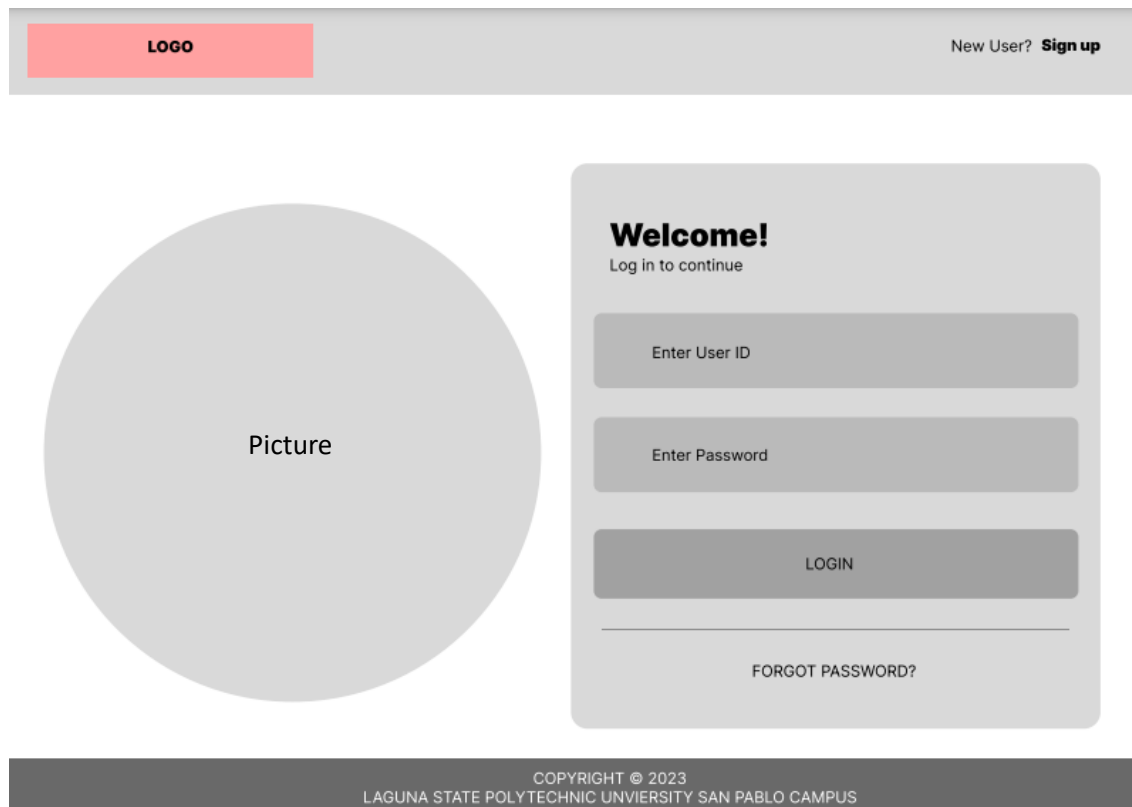 LOGO
New User? Sign up
Welcome!
Log in to continue
Enter User ID
Picture
Enter Password
LOGIN
FORGOT PASSWORD?
COPYRIGHT © 2023
LAGUNA STATE POLYTECHNIC UNVIERSITY SAN PABLO CAMPUS